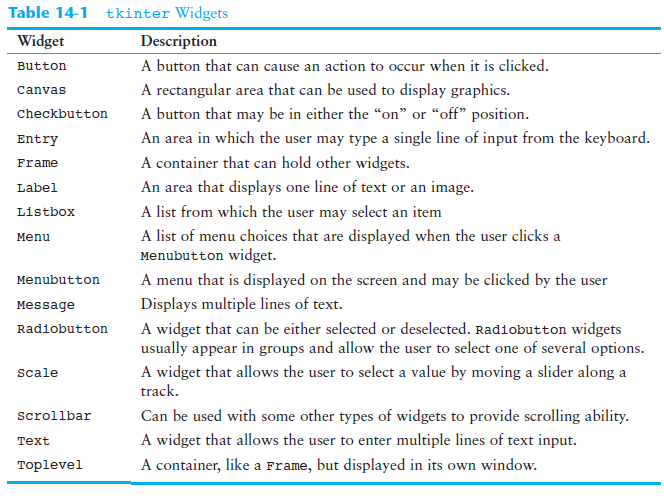 Table 14-1 tkinter Widgets
Widget Description
Button A button that can cause an action to occur when it is clicked.
Canvas A rectangular area that can be used to display graphics.
Checkbutton A button that may be in either the “on” or “off” position.
Entry An area in which the user may type a single line of input from the keyboard.
Frame A container that can hold other widgets.
Label An area that displays one line of text or an image.
Listbox A list from which the user may select an item
Menu A list of menu choices that are displayed when the user clicks a
Menubutton widget.
Menubutton A menu that is displayed on the screen and may be clicked by the user
Message Displays multiple lines of text.
Radiobutton A widget that can be either selected or deselected. Radiobutton widgets
usually appear in groups and allow the user to select one of several options.
Scale A widget that allows the user to select a value by moving a slider along a
track.
Scrollbar Can be used with some other types of widgets to provide scrolling ability.
Text A widget that allows the user to enter multiple lines of text input.
Toplevel A container, like a Frame, but displayed in its own window.